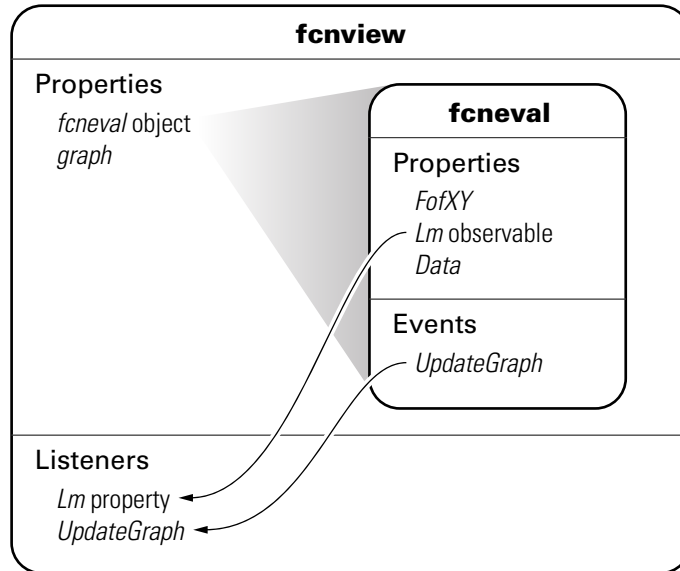 fcnview
Properties
fcneval object
graph
fcneval
Properties
FofXY
Lm observable
Data
Events
UpdateGraph
Listeners
Lm property
UpdateGraph